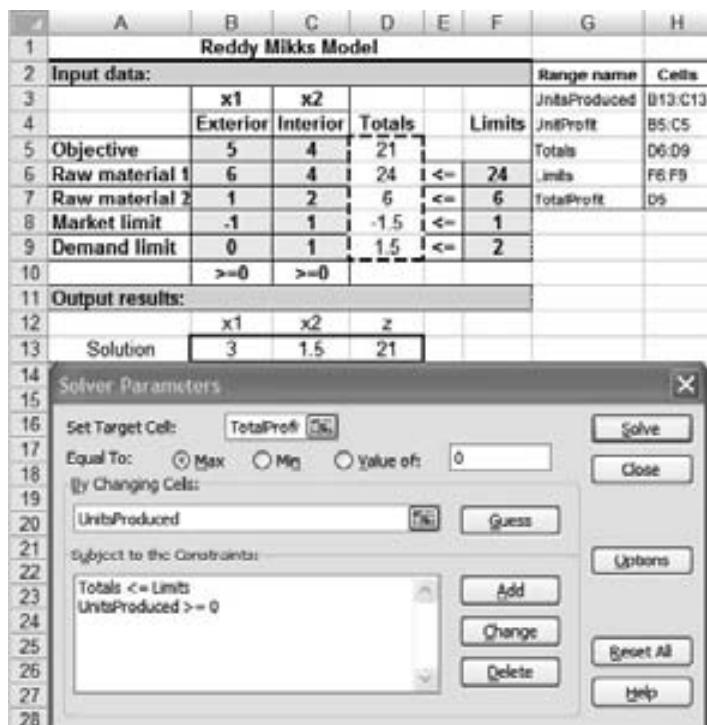 A B C D E F G H
1 Reddy Mikks Model
2 Input data: Range name Cells
3 x1 x2 UnitsProduced B13:C13
4 Exterior Interior Totals Limits UnitProfit B5:C5
5 Objective 5 4 21 Totals D6:D9
6 Raw material 1 6 4 24 <= 24 Limits F6:F9
7 Raw material 2 1 2 6 <= 6 TotalProfit D5
8 Market limit -1 1 -1.5 <= 1
9 Demand limit 0 1 1.5 <= 2
10 >=0 >=0
11 Output results:
12 x1 x2 z
13 Solution 3 1.5 21
14
15 Solver Parameters
16 Set Target Cell: TotalProfi Solve
17 Equal To: Max Min Value of: 0
18 Close
19 By Changing Cells:
20 UnitsProduced Guess
21 Subject to the Constraints: Options
22
23 Totals <= Limits Add
24 UnitsProduced >= 0
25 Change Reset All
26 Delete
27 Help
28